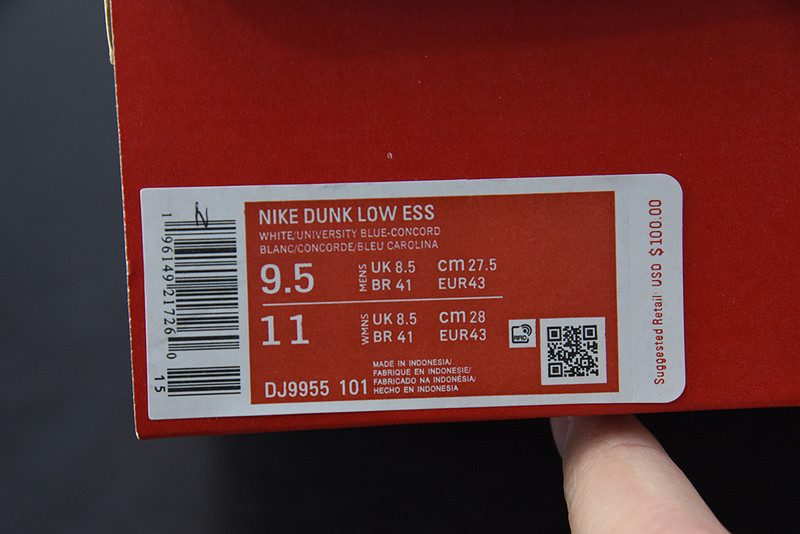 NIKE DUNK LOW ESS
WHITE/UNIVERSITY BLUE-CONCORD
BLANC/CONCORDE/BLEU CAROLINA
9.5 MENS UK 8.5 cm 27.5
BR 41 EUR43
11 WMNS UK 8.5 cm 28
BR 41 EUR43
RFID
DJ9955 101
MADE IN INDONESIA/
FABRIQUE EN INDONESIE/
FABRICADO NA INDONÉSIA/
HECHO EN INDONESIA
1 96149 21726 0
15
N
Suggested Retail: USD $100.00